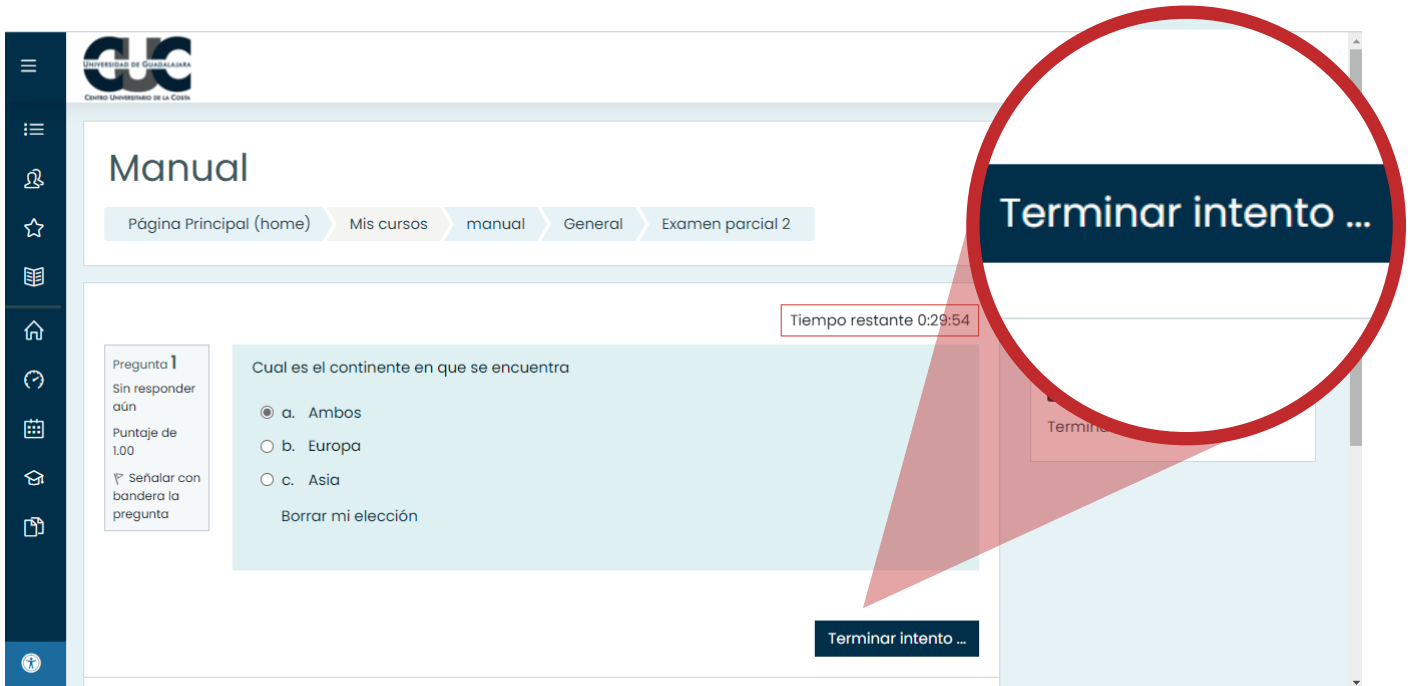 CUC
UNIVERSIDAD DE GUADALAJARA
CENTRO UNIVERSITARIO DE LA COSTA
Manual
Página Principal (home) Mis cursos manual General Examen parcial 2
Terminar intento ...
Tiempo restante 0:29:54
Pregunta 1
Sin responder
aún
Puntaje de
1.00
Señalar con
bandera la
pregunta
Cual es el continente en que se encuentra
a. Ambos
b. Europa
c. Asia
Borrar mi elección
Terminar intento ...